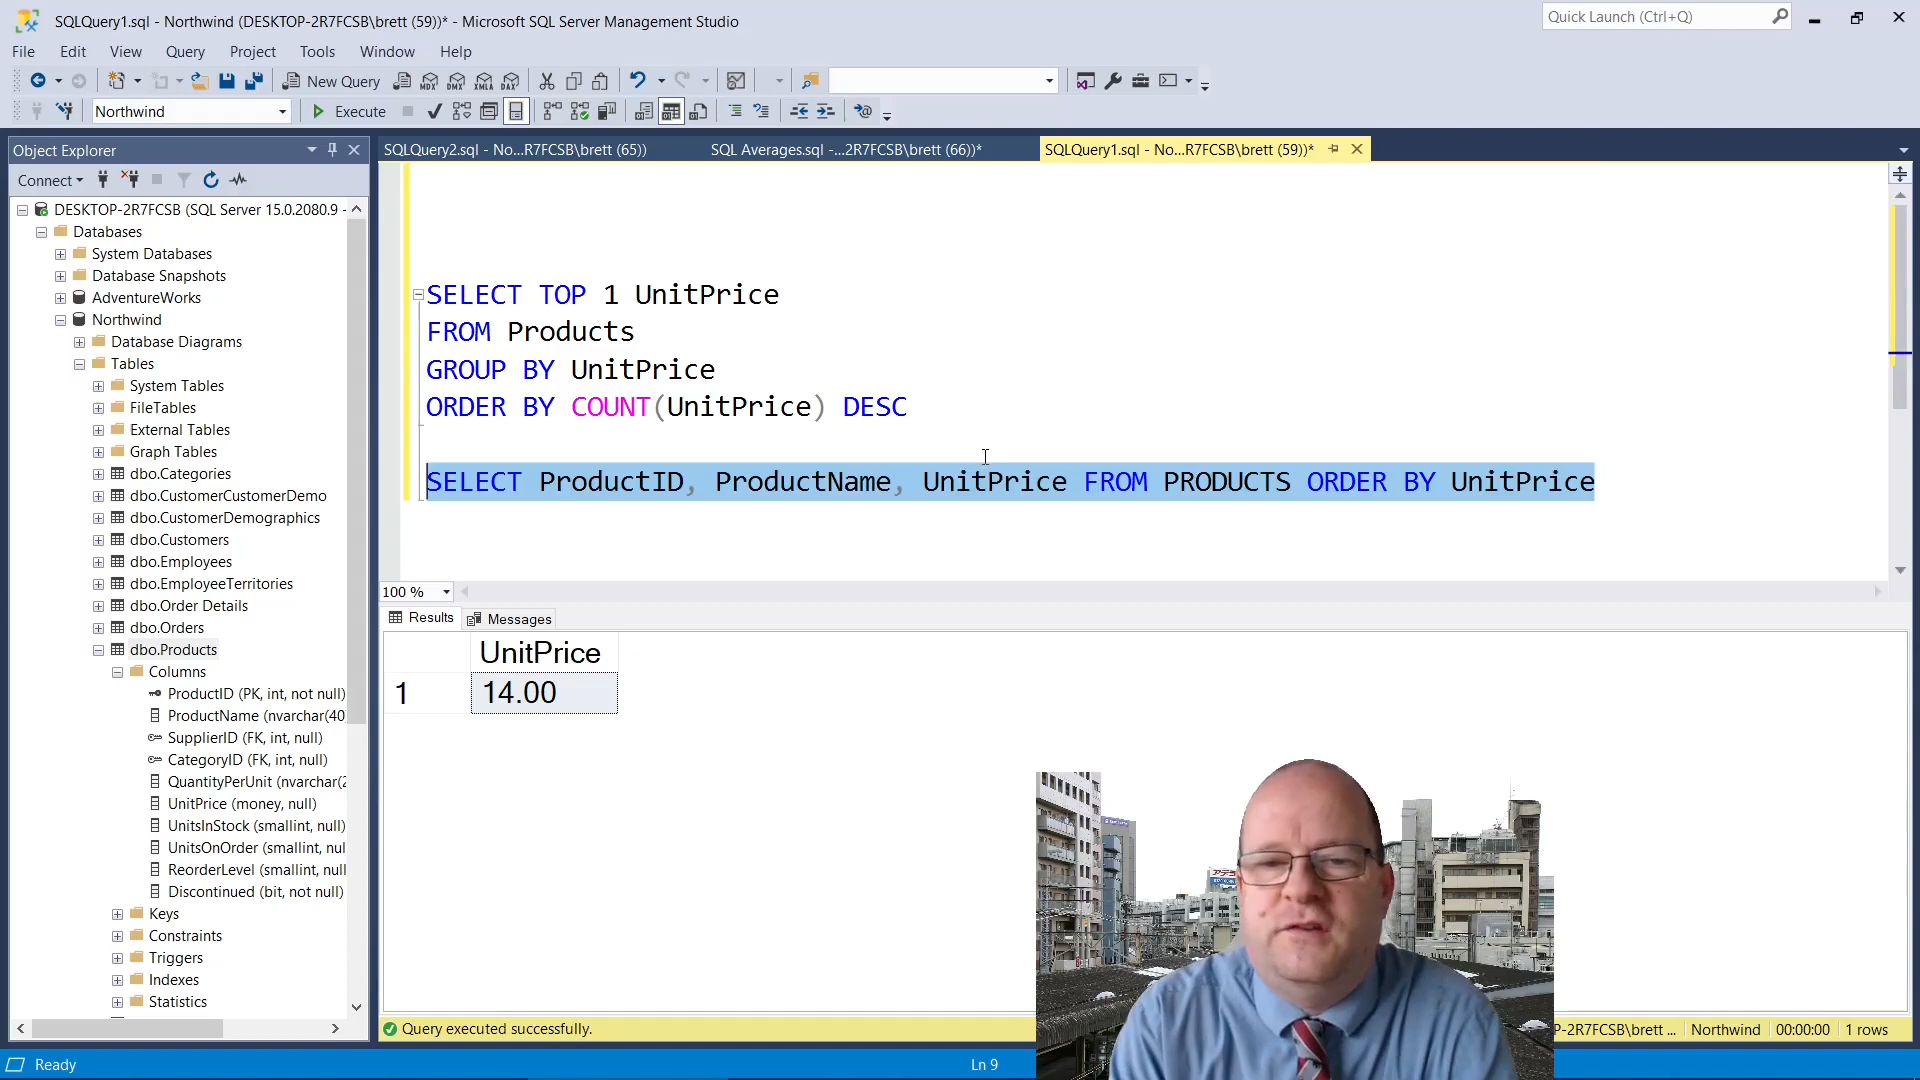 SQLQuery1.sql - Northwind (DESKTOP-2R7FCSB\brett (59))* - Microsoft SQL Server Management Studio
Quick Launch (Ctrl+Q)
File Edit View Query Project Tools Window Help
New Query MDX DMX XMLA DAX
Northwind Execute
Object Explorer
SQLQuery2.sql - No...R7FCSB\brett (65)) SQL Averages.sql -...2R7FCSB\brett (66))* SQLQuery1.sql - No...R7FCSB\brett (59))*
Connect
DESKTOP-2R7FCSB (SQL Server 15.0.2080.9 -
Databases
System Databases
Database Snapshots
AdventureWorks
Northwind
Database Diagrams
Tables
System Tables
FileTables
External Tables
Graph Tables
dbo.Categories
dbo.CustomerCustomerDemo
dbo.CustomerDemographics
dbo.Customers
dbo.Employees
dbo.EmployeeTerritories
dbo.Order Details
dbo.Orders
dbo.Products
Columns
ProductID (PK, int, not null)
ProductName (nvarchar(40
SupplierID (FK, int, null)
CategoryID (FK, int, null)
QuantityPerUnit (nvarchar(2
UnitPrice (money, null)
UnitsInStock (smallint, null)
UnitsOnOrder (smallint, nul
ReorderLevel (smallint, null
Discontinued (bit, not null)
Keys
Constraints
Triggers
Indexes
Statistics
SELECT TOP 1 UnitPrice
FROM Products
GROUP BY UnitPrice
ORDER BY COUNT(UnitPrice) DESC
SELECT ProductID, ProductName, UnitPrice FROM PRODUCTS ORDER BY UnitPrice
100 %
Results Messages
UnitPrice
1 14.00
Query executed successfully.
P-2R7FCSB\brett ... Northwind 00:00:00 1 rows
Ready
Ln 9